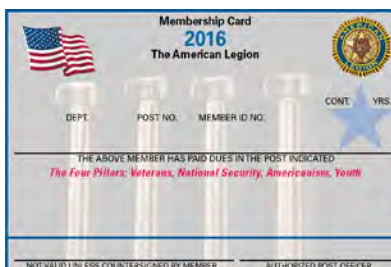 Membership Card
2016
The American Legion
AMERICAN LEGION
CONT. YRS.
DEPT. POST NO. MEMBER ID NO.
THE ABOVE MEMBER HAS PAID DUES IN THE POST INDICATED
The Four Pillars: Veterans, National Security, Americanism, Youth
NOT VALID UNLESS COUNTERSIGNED BY MEMBER AUTHORIZED POST OFFICER